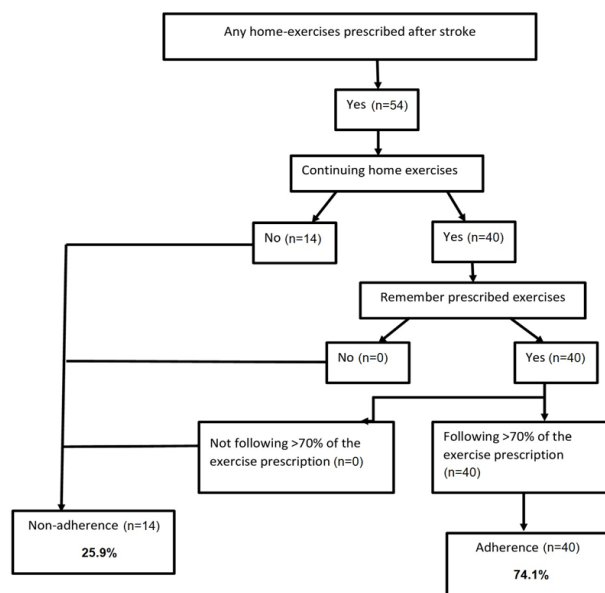 Any home-exercises prescribed after stroke
Yes (n=54)
Continuing home exercises
No (n=14)
Yes (n=40)
Remember prescribed exercises
No (n=0)
Yes (n=40)
Not following >70% of the
exercise prescription (n=0)
Following >70% of the
exercise prescription
(n=40)
Non-adherence (n=14)
25.9%
Adherence (n=40)
74.1%